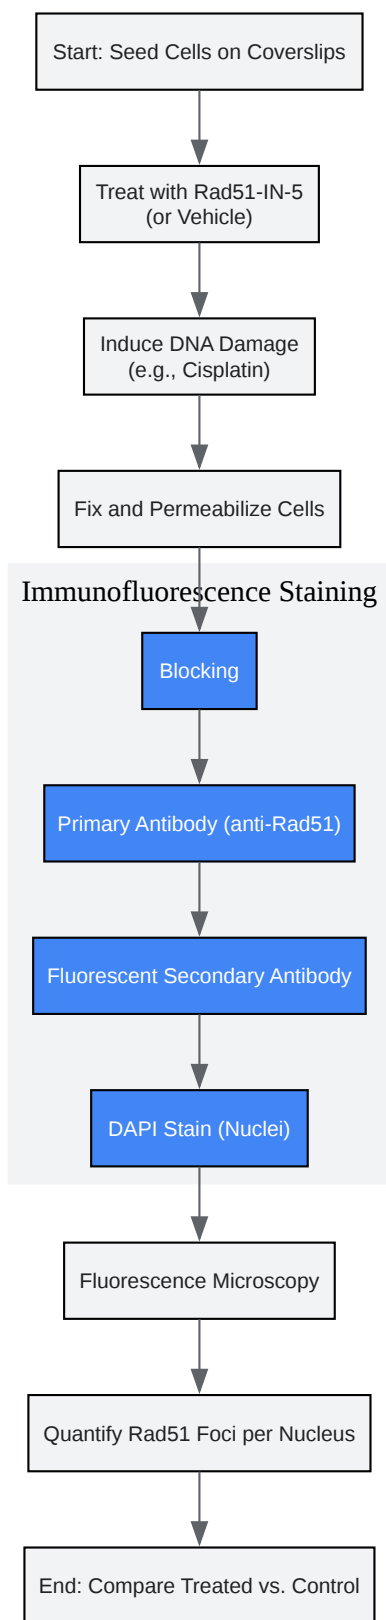 Start: Seed Cells on Coverslips
Treat with Rad51-IN-5
(or Vehicle)
Induce DNA Damage
(e.g., Cisplatin)
Fix and Permeabilize Cells
Immunofluorescence Staining
Blocking
Primary Antibody (anti-Rad51)
Fluorescent Secondary Antibody
DAPI Stain (Nuclei)
Fluorescence Microscopy
Quantify Rad51 Foci per Nucleus
End: Compare Treated vs. Control